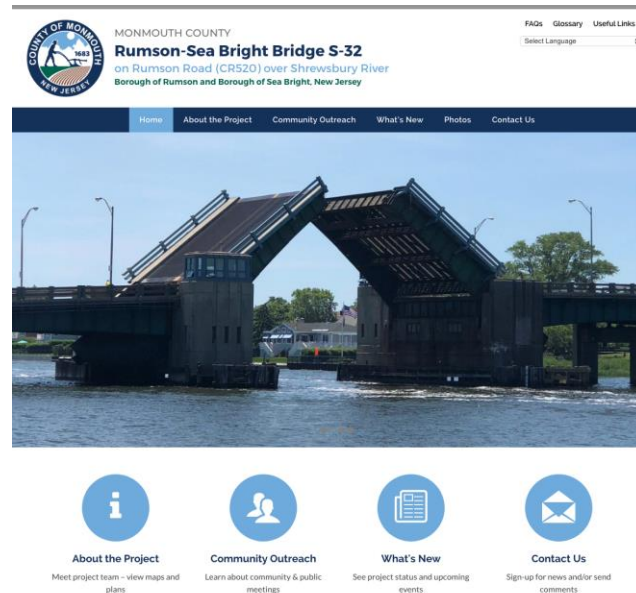 COUNTY OF MONMOUTH
1683
NEW JERSEY
MONMOUTH COUNTY
Rumson-Sea Bright Bridge S-32
on Rumson Road (CR520) over Shrewsbury River
Borough of Rumson and Borough of Sea Bright, New Jersey
FAQs Glossary Useful Links
Select Language
Home About the Project Community Outreach What's New Photos Contact Us
About the Project
Meet project team – view maps and
plans
Community Outreach
Learn about community & public
meetings
What's New
See project status and upcoming
events
Contact Us
Sign-up for news and/or send
comments